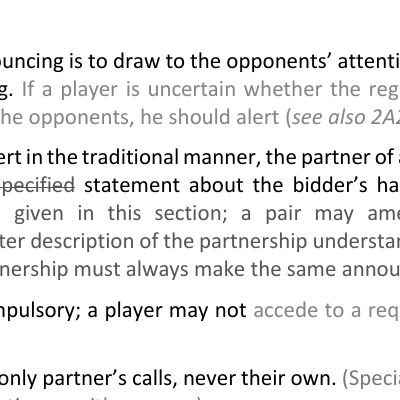 ouncing is to draw to the opponents’ attenti
g. If a player is uncertain whether the reg
he opponents, he should alert (see also 2A2
ert in the traditional manner, the partner of a
specified statement about the bidder’s ha
given in this section; a pair may ame
ter description of the partnership understan
nership must always make the same annou
mpulsory; a player may not accede to a req
only partner’s calls, never their own. (Specia